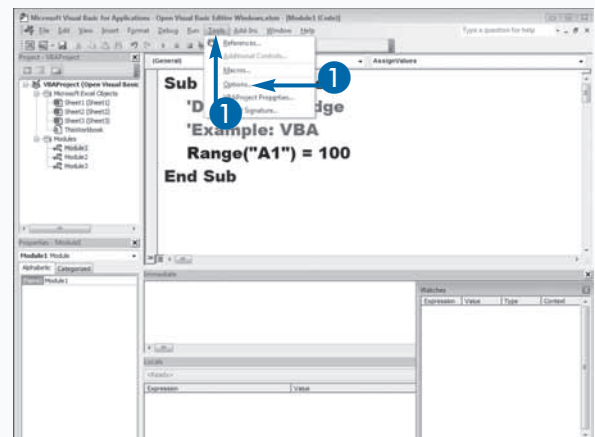 Microsoft Visual Basic for Applications - Open Visual Basic Editor Windows.xlsm - [Module1 (Code)]
File Edit View Insert Format Debug Run Tools Add-Ins Window Help
Type a question for help
Project - VBAProject
VBAProject (Open Visual Basic
Microsoft Excel Objects
Sheet1 (Sheet1)
Sheet2 (Sheet2)
Sheet3 (Sheet3)
ThisWorkbook
Modules
Module1
Module2
Module3
References...
Additional Controls...
Macros...
Options...
VBAProject Properties...
Signature...
1
1
(General)
AssignValues
Sub
'D dge
'Example: VBA
Range("A1") = 100
End Sub
Properties - Module1
Module1 Module
Alphabetic Categorized
(Name) Module1
Immediate
Locals
<Ready>
Expression Value
Watches
Expression Value Type Context